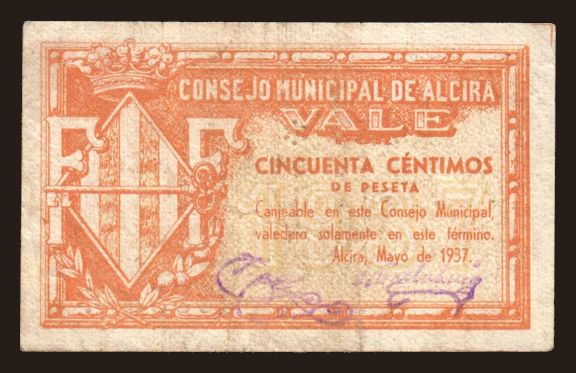 CONSEJO MUNICIPAL DE ALCIRA
VALE
CINCUENTA CÉNTIMOS
DE PESETA
Canjeable en este Consejo Municipal,
valedero solamente en este término.
Alcira, Mayo de 1937.